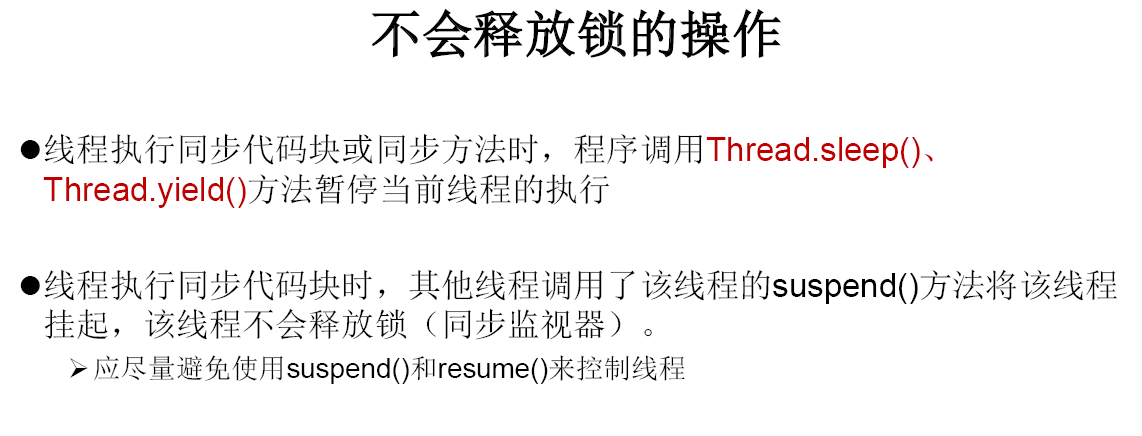 不会释放锁的操作
●线程执行同步代码块或同步方法时，程序调用Thread.sleep()、
Thread.yield()方法暂停当前线程的执行
●线程执行同步代码块时，其他线程调用了该线程的suspend()方法将该线程
挂起，该线程不会释放锁（同步监视器）。
➢应尽量避免使用suspend()和resume()来控制线程